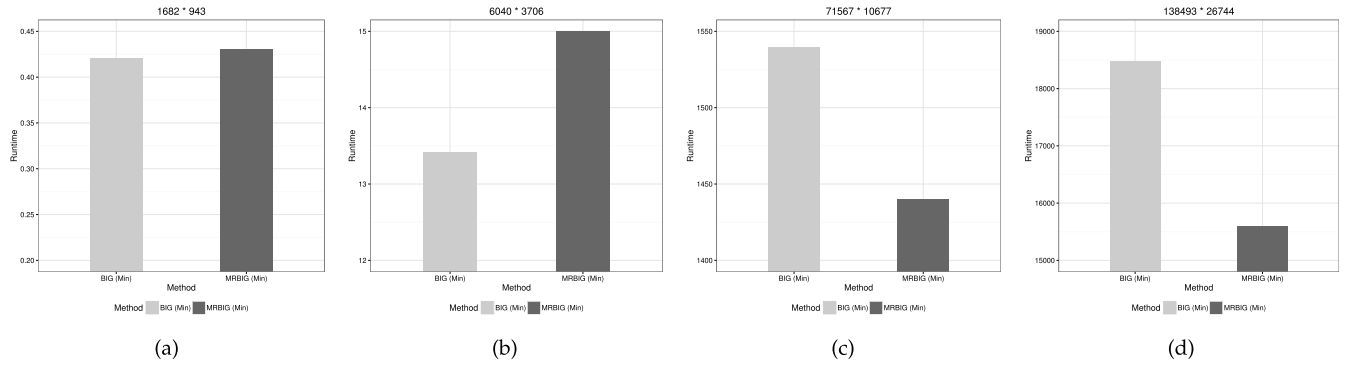 1682 * 943
0.45
0.40
0.35
0.30
0.25
0.20
Runtime
BIG (Min) MRBIG (Min)
Method
Method BIG (Min) MRBIG (Min)
(a)
6040 * 3706
15
14
13
12
Runtime
BIG (Min) MRBIG (Min)
Method
Method BIG (Min) MRBIG (Min)
(b)
71567 * 10677
1550
1500
1450
1400
Runtime
BIG (Min) MRBIG (Min)
Method
Method BIG (Min) MRBIG (Min)
(c)
138493 * 26744
19000
18000
17000
16000
15000
Runtime
BIG (Min) MRBIG (Min)
Method
Method BIG (Min) MRBIG (Min)
(d)